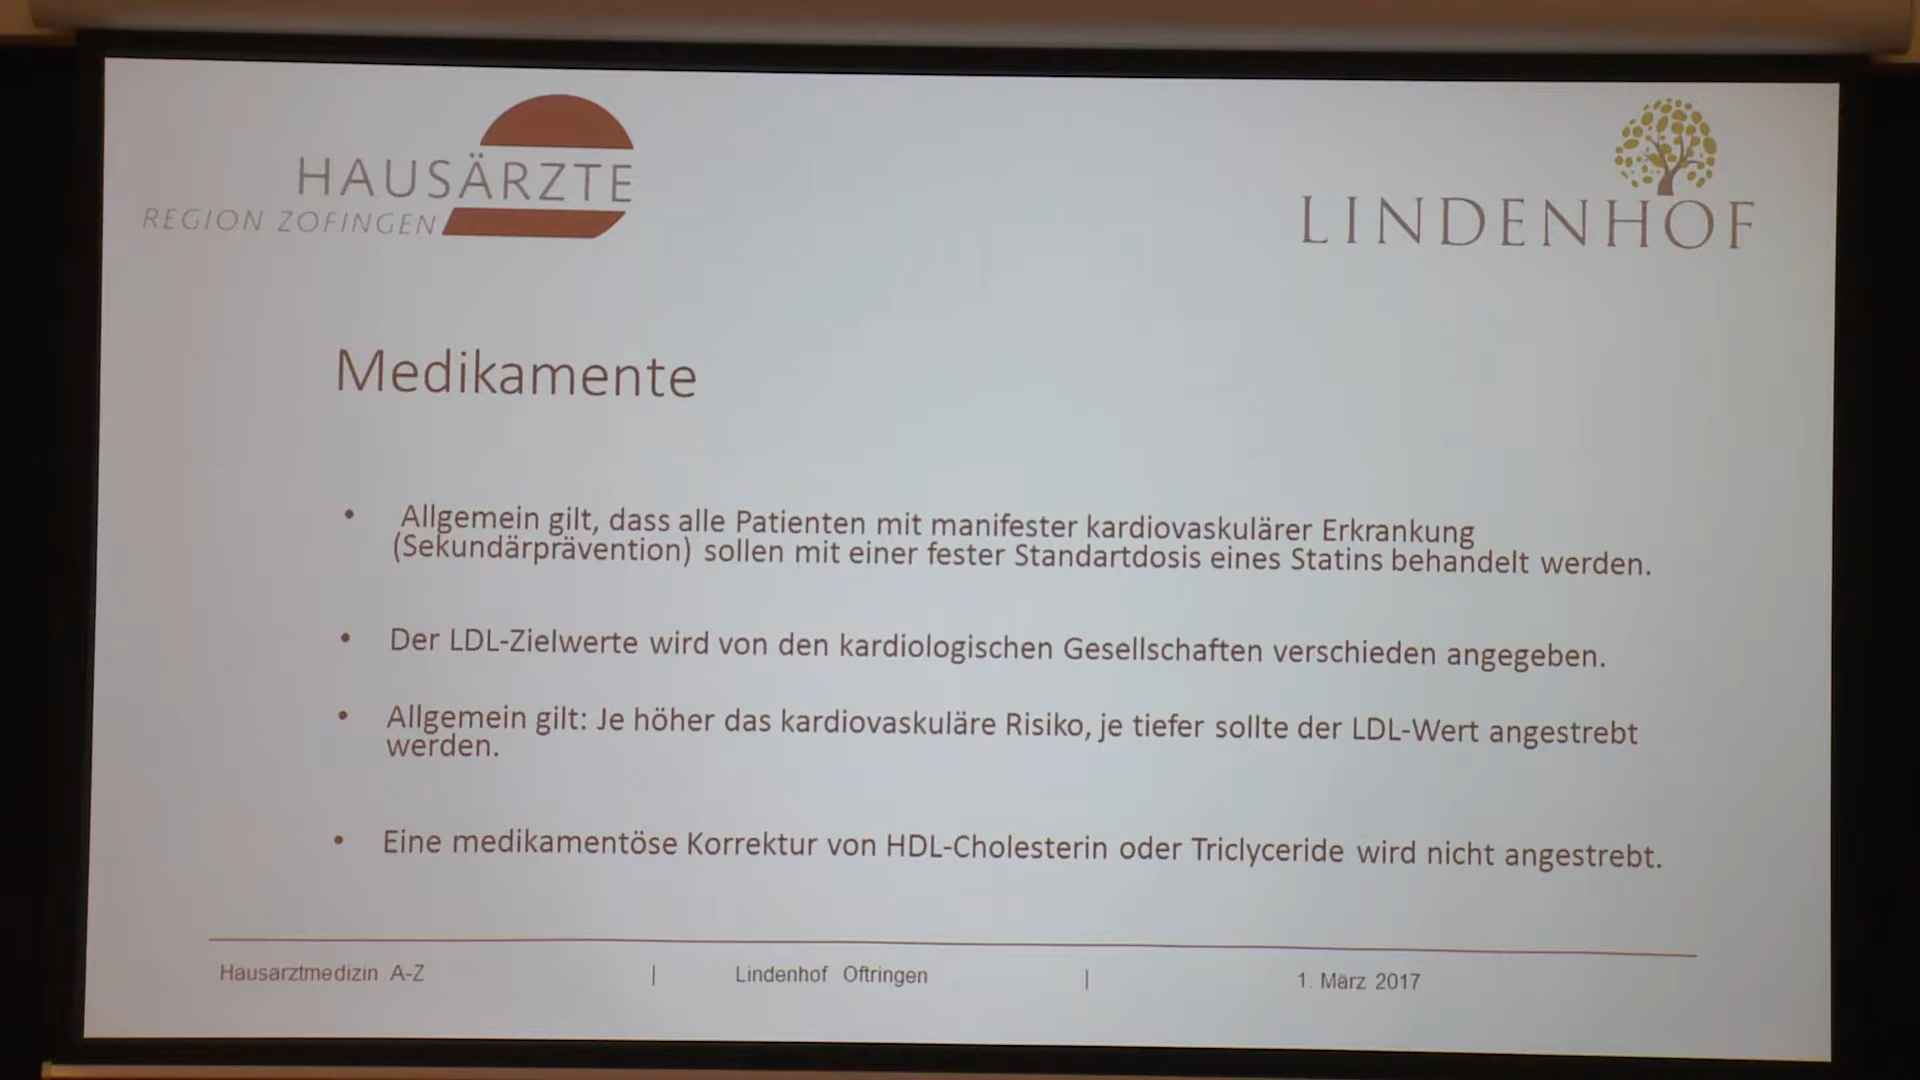 HAUSÄRZTE
REGION ZOFINGEN
LINDENHOF
Medikamente
• Allgemein gilt, dass alle Patienten mit manifester kardiovaskulärer Erkrankung
(Sekundärprävention) sollen mit einer fester Standartdosis eines Statins behandelt werden.
• Der LDL-Zielwerte wird von den kardiologischen Gesellschaften verschieden angegeben.
• Allgemein gilt: Je höher das kardiovaskuläre Risiko, je tiefer sollte der LDL-Wert angestrebt
werden.
• Eine medikamentöse Korrektur von HDL-Cholesterin oder Triclyceride wird nicht angestrebt.
Hausarztmedizin A-Z | Lindenhof Oftringen | 1. März 2017